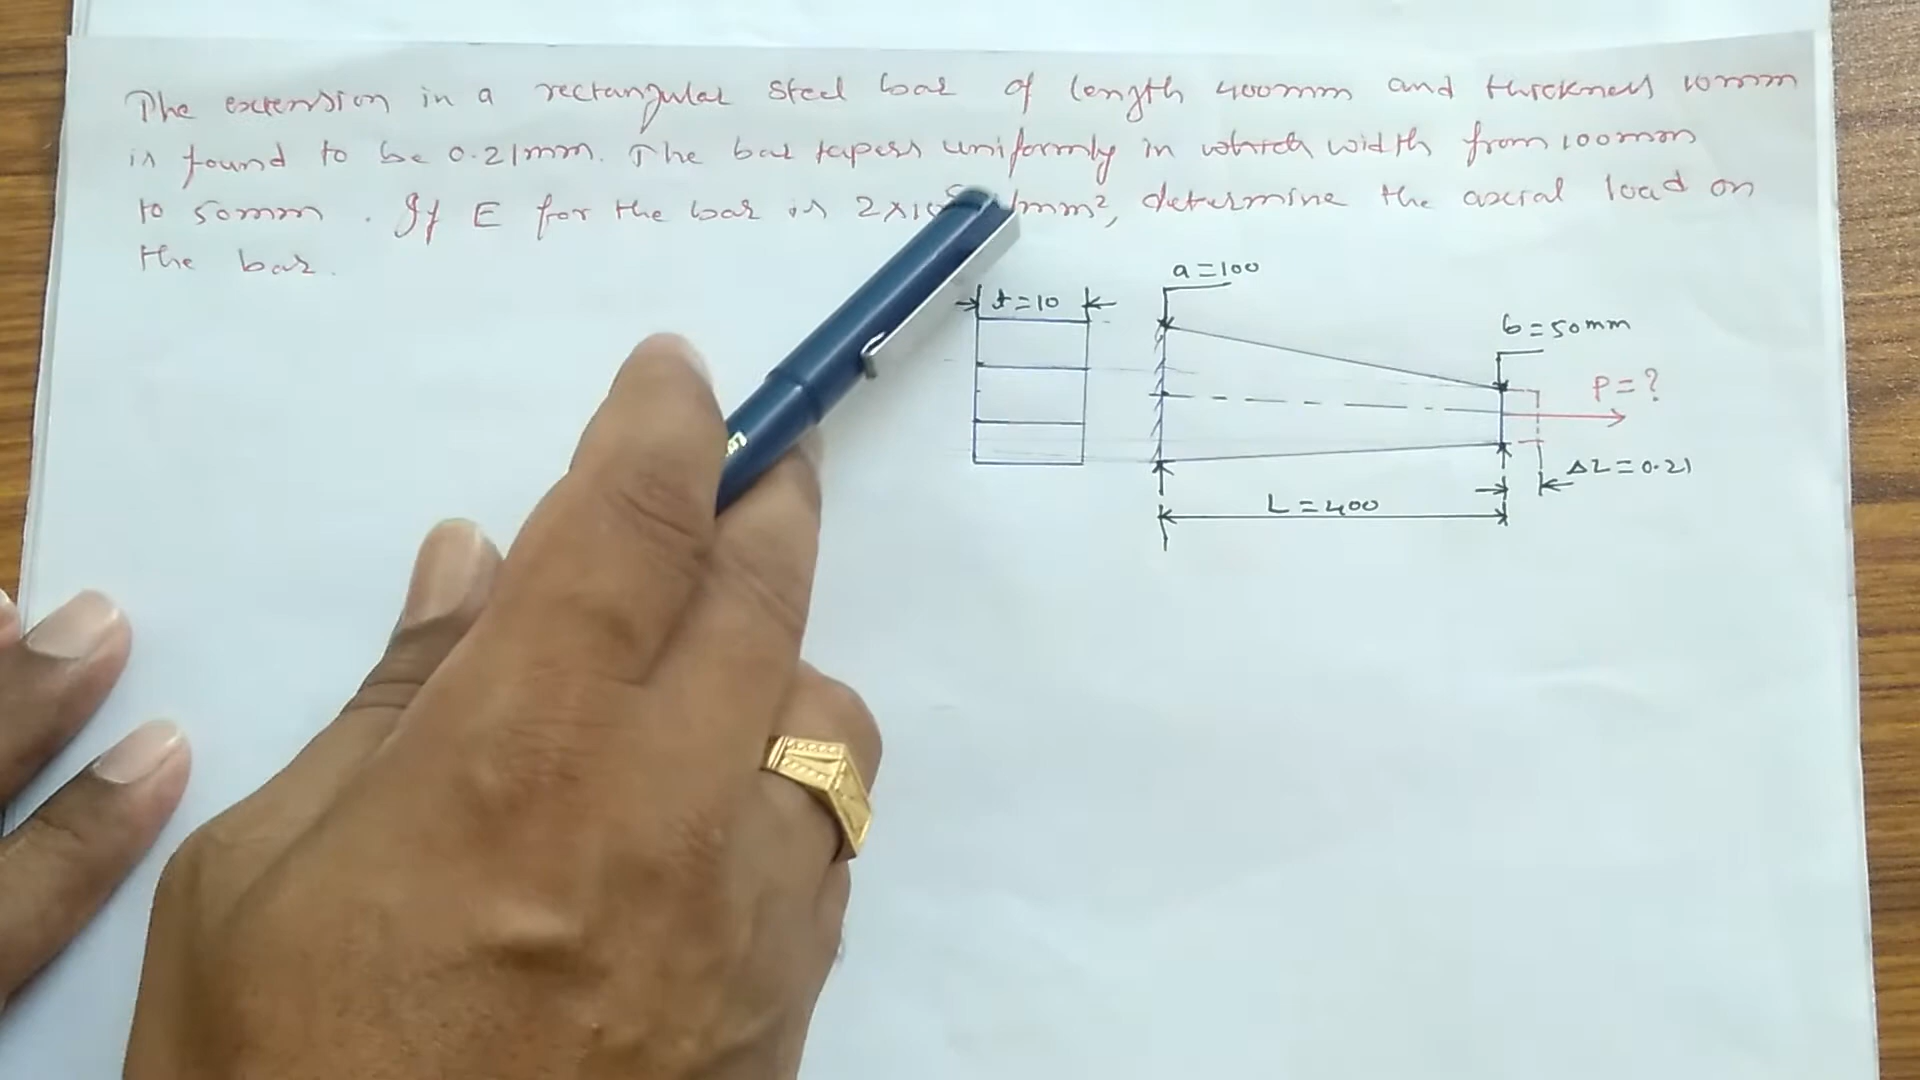 The extension in a rectangular steel bar of length 400mm and thickness 10mm
is found to be 0.21mm. The bar tapers uniformly in which width from 100mm
to 50mm. If E for the bar is /mm², determine the axial load on
the bar.
a=100
t=10
b=50mm
P=?
ΔL=0.21
L=400